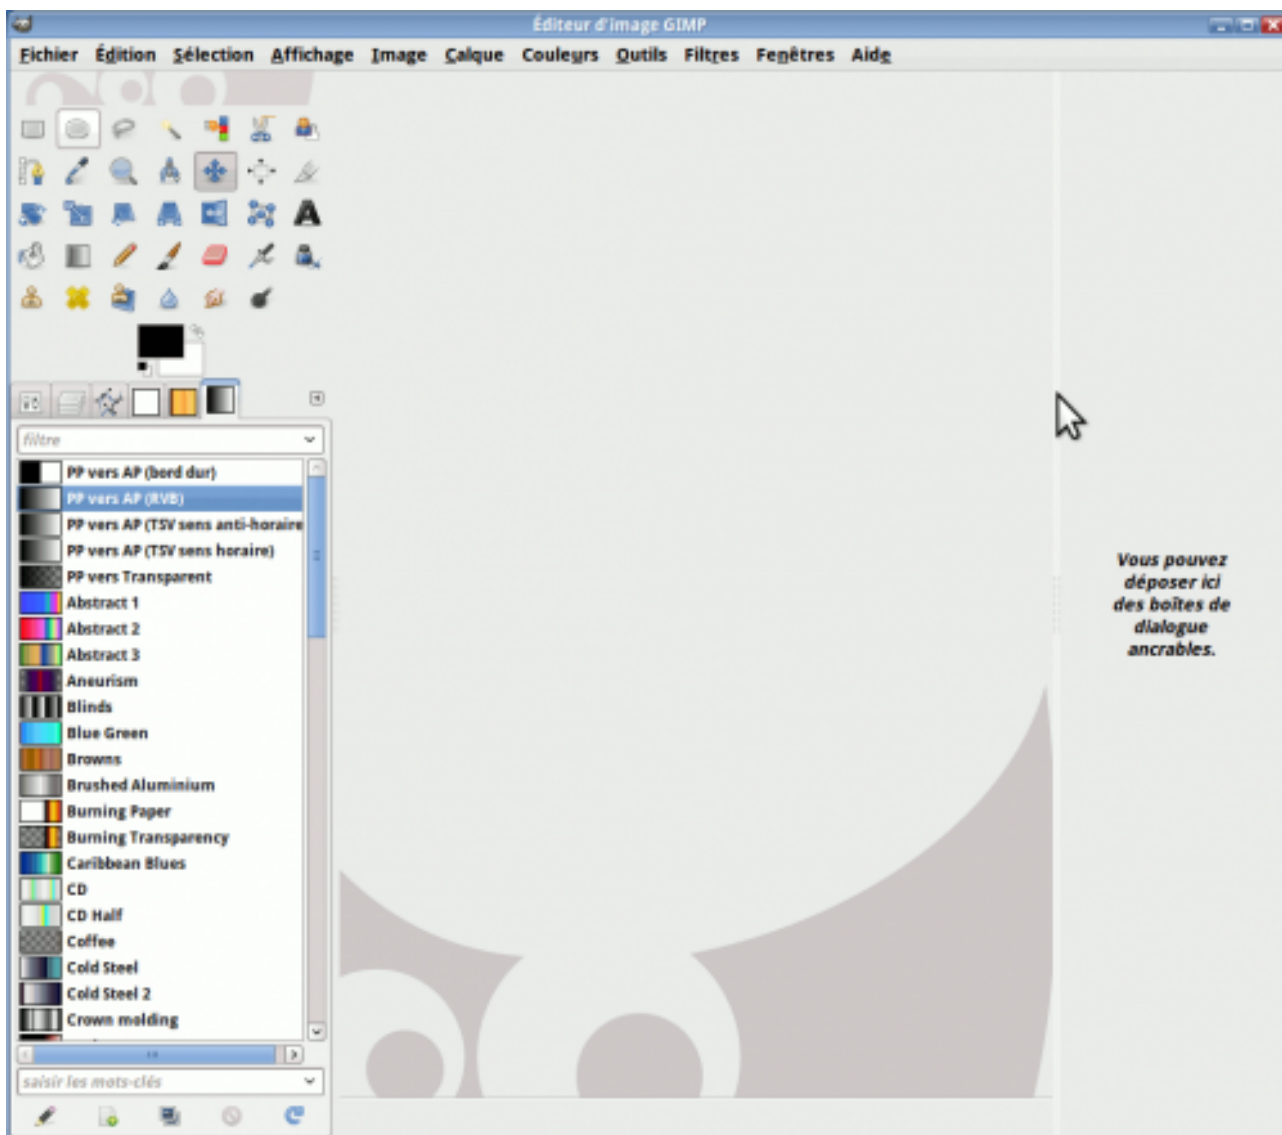 Éditeur d'image GIMP
Fichier Édition Sélection Affichage Image Calque Couleurs Outils Filtres Fenêtres Aide
filtre
PP vers AP (bord dur)
PP vers AP (RVB)
PP vers AP (TSV sens anti-horaire
PP vers AP (TSV sens horaire)
PP vers Transparent
Abstract 1
Abstract 2
Abstract 3
Aneurism
Blinds
Blue Green
Browns
Brushed Aluminium
Burning Paper
Burning Transparency
Caribbean Blues
CD
CD Half
Coffee
Cold Steel
Cold Steel 2
Crown molding
saisir les mots-clés
Vous pouvez
déposer ici
des boîtes de
dialogue
ancrables.